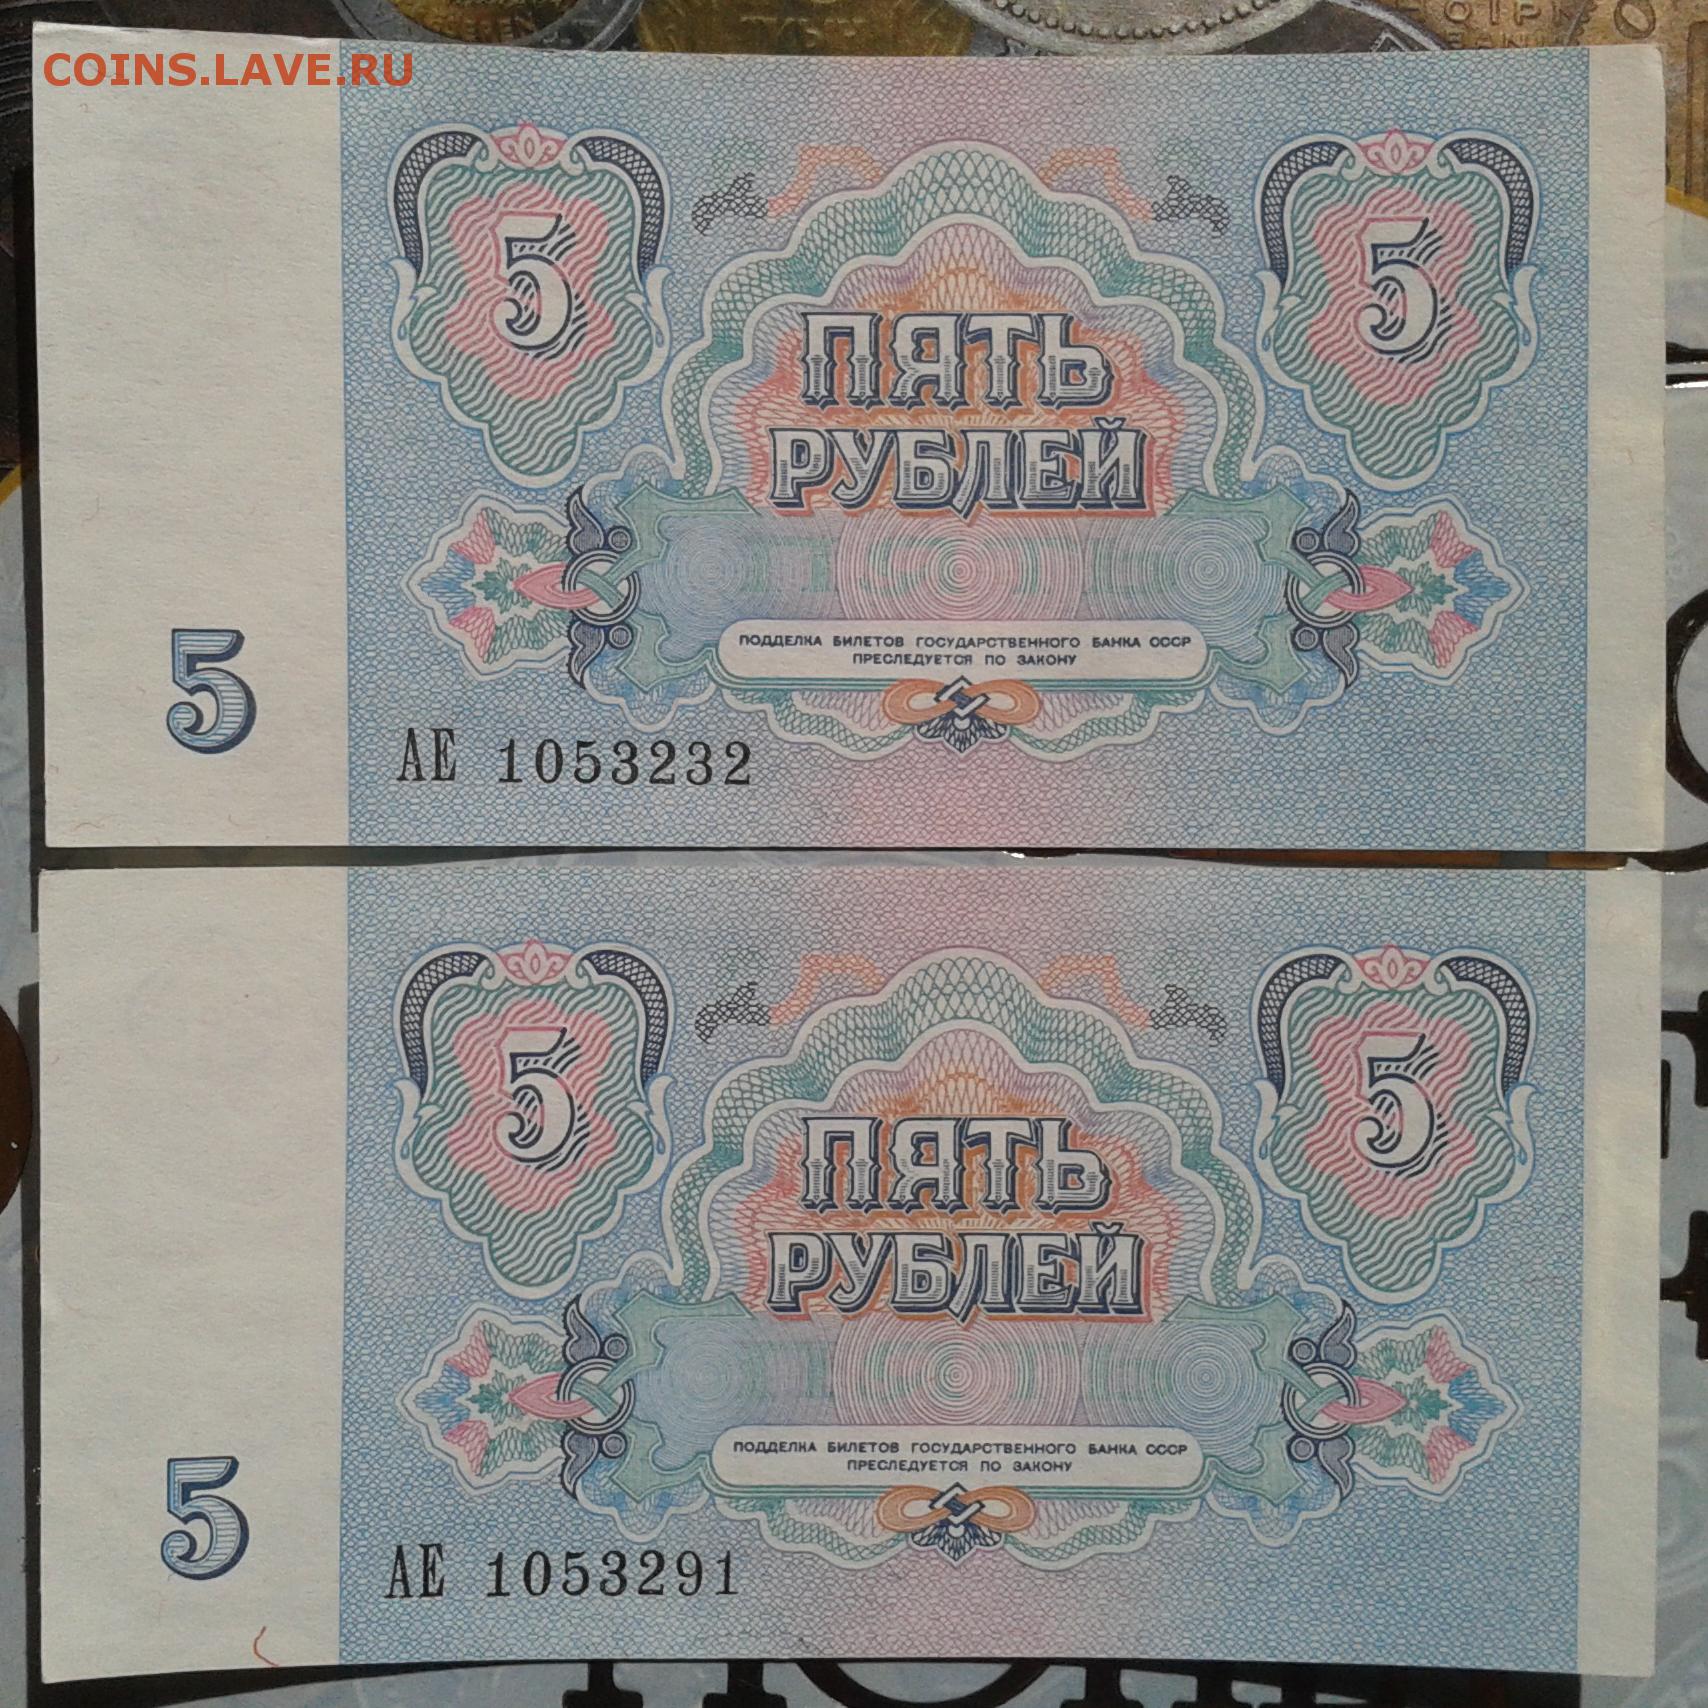 COINS.LAVE.RU
5
5
ПЯТЬ
РУБЛЕЙ
ПОДДЕЛКА БИЛЕТОВ ГОСУДАРСТВЕННОГО БАНКА СССР
ПРЕСЛЕДУЕТСЯ ПО ЗАКОНУ
5
АЕ 1053232
5
5
ПЯТЬ
РУБЛЕЙ
ПОДДЕЛКА БИЛЕТОВ ГОСУДАРСТВЕННОГО БАНКА СССР
ПРЕСЛЕДУЕТСЯ ПО ЗАКОНУ
5
АЕ 1053291